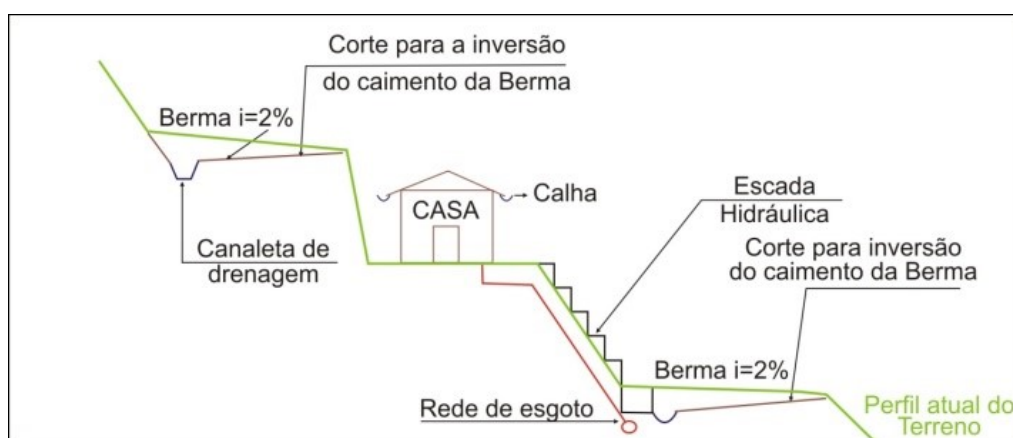 Corte para a inversão
do caimento da Berma
Berma i=2%
Canaleta de
drenagem
CASA
Calha
Escada
Hidráulica
Corte para inversão
do caimento da Berma
Berma i=2%
Rede de esgoto
Perfil atual do
Terreno